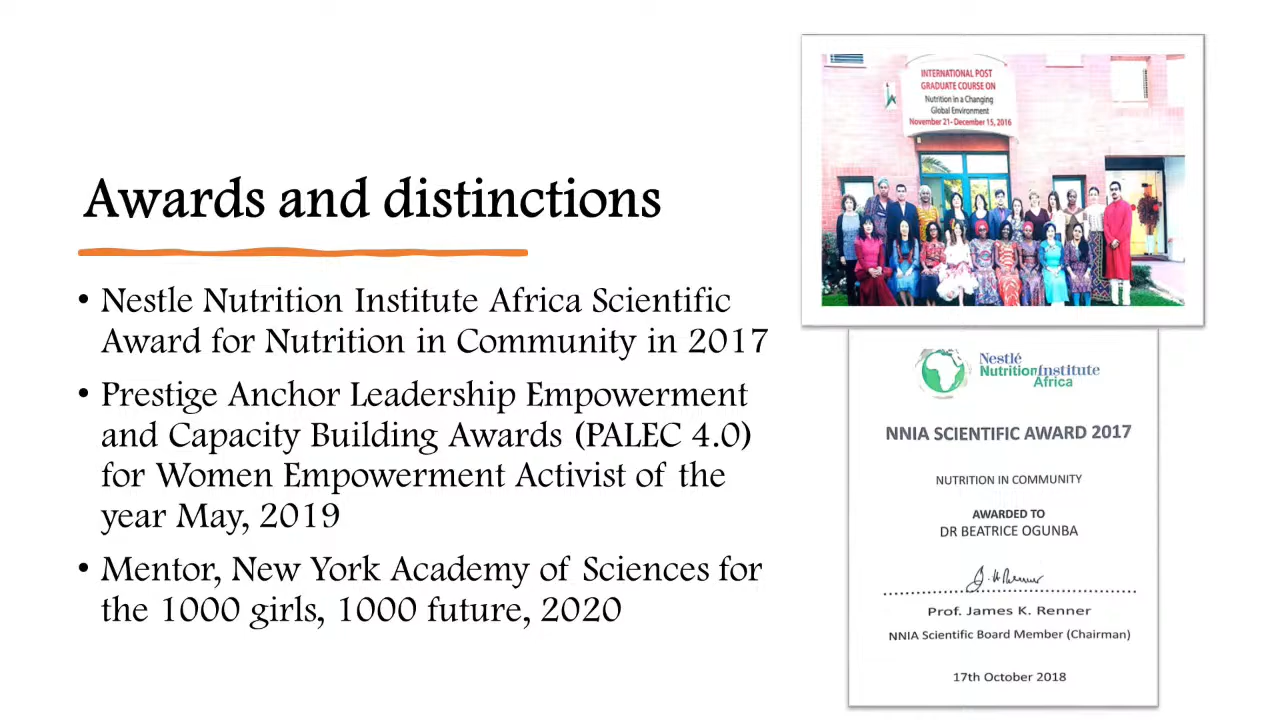 Awards and distinctions
• Nestle Nutrition Institute Africa Scientific
Award for Nutrition in Community in 2017
• Prestige Anchor Leadership Empowerment
and Capacity Building Awards (PALEC 4.0)
for Women Empowerment Activist of the
year May, 2019
• Mentor, New York Academy of Sciences for
the 1000 girls, 1000 future, 2020
INTERNATIONAL POST
GRADUATE COURSE ON
Nutrition in a Changing
Global Environment
November 21- December 15, 2016
Nestlé
NutritionInstitute
Africa
NNIA SCIENTIFIC AWARD 2017
NUTRITION IN COMMUNITY
AWARDED TO
DR BEATRICE OGUNBA
Prof. James K. Renner
NNIA Scientific Board Member (Chairman)
17th October 2018